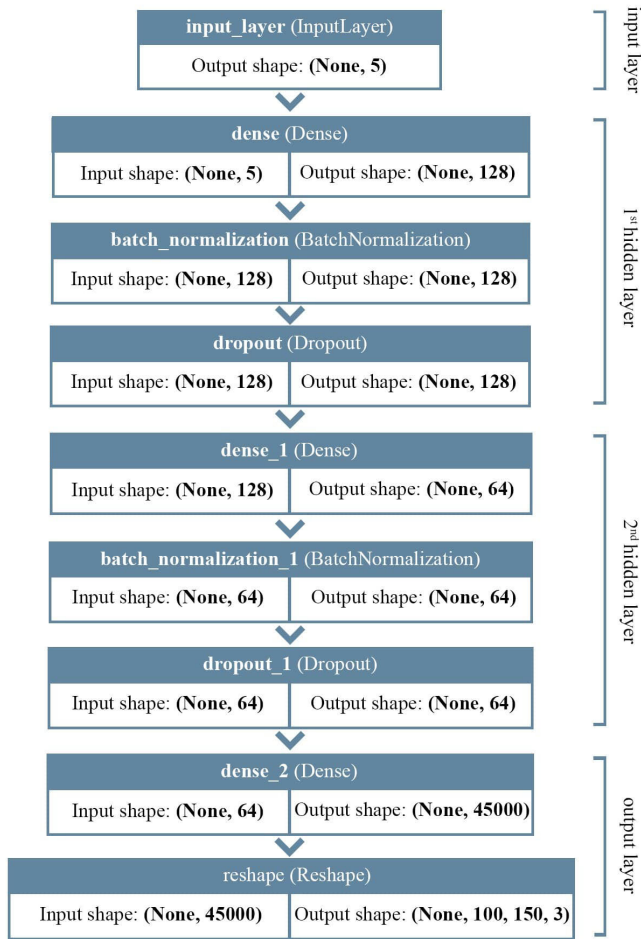 input_layer (InputLayer)
Output shape: (None, 5)
dense (Dense)
Input shape: (None, 5) Output shape: (None, 128)
batch_normalization (BatchNormalization)
Input shape: (None, 128) Output shape: (None, 128)
dropout (Dropout)
Input shape: (None, 128) Output shape: (None, 128)
dense_1 (Dense)
Input shape: (None, 128) Output shape: (None, 64)
batch_normalization_1 (BatchNormalization)
Input shape: (None, 64) Output shape: (None, 64)
dropout_1 (Dropout)
Input shape: (None, 64) Output shape: (None, 64)
dense_2 (Dense)
Input shape: (None, 64) Output shape: (None, 45000)
reshape (Reshape)
Input shape: (None, 45000) Output shape: (None, 100, 150, 3)
input layer
1st hidden layer
2nd hidden layer
output layer